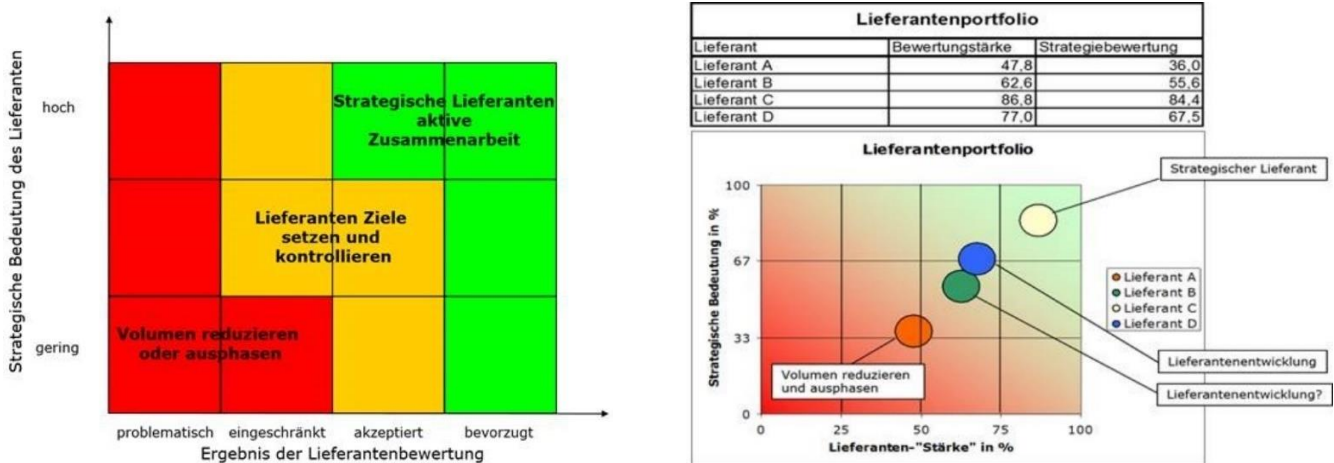 Strategische Bedeutung des Lieferanten
hoch
gering
Strategische Lieferanten
aktive
Zusammenarbeit
Lieferanten Ziele
setzen und
kontrollieren
Volumen reduzieren
oder ausphasen
problematisch eingeschränkt akzeptiert bevorzugt
Ergebnis der Lieferantenbewertung
Lieferantenportfolio
Lieferant Bewertungstärke Strategiebewertung
Lieferant A 47,8 36,0
Lieferant B 62,6 55,6
Lieferant C 86,8 84,4
Lieferant D 77,0 67,5
Lieferantenportfolio
Strategische Bedeutung in %
100
67
33
0
0 25 50 75 100
Lieferanten-"Stärke" in %
Strategischer Lieferant
Lieferant A
Lieferant B
Lieferant C
Lieferant D
Lieferantenentwicklung
Lieferantenentwicklung?
Volumen reduzieren
und ausphasen